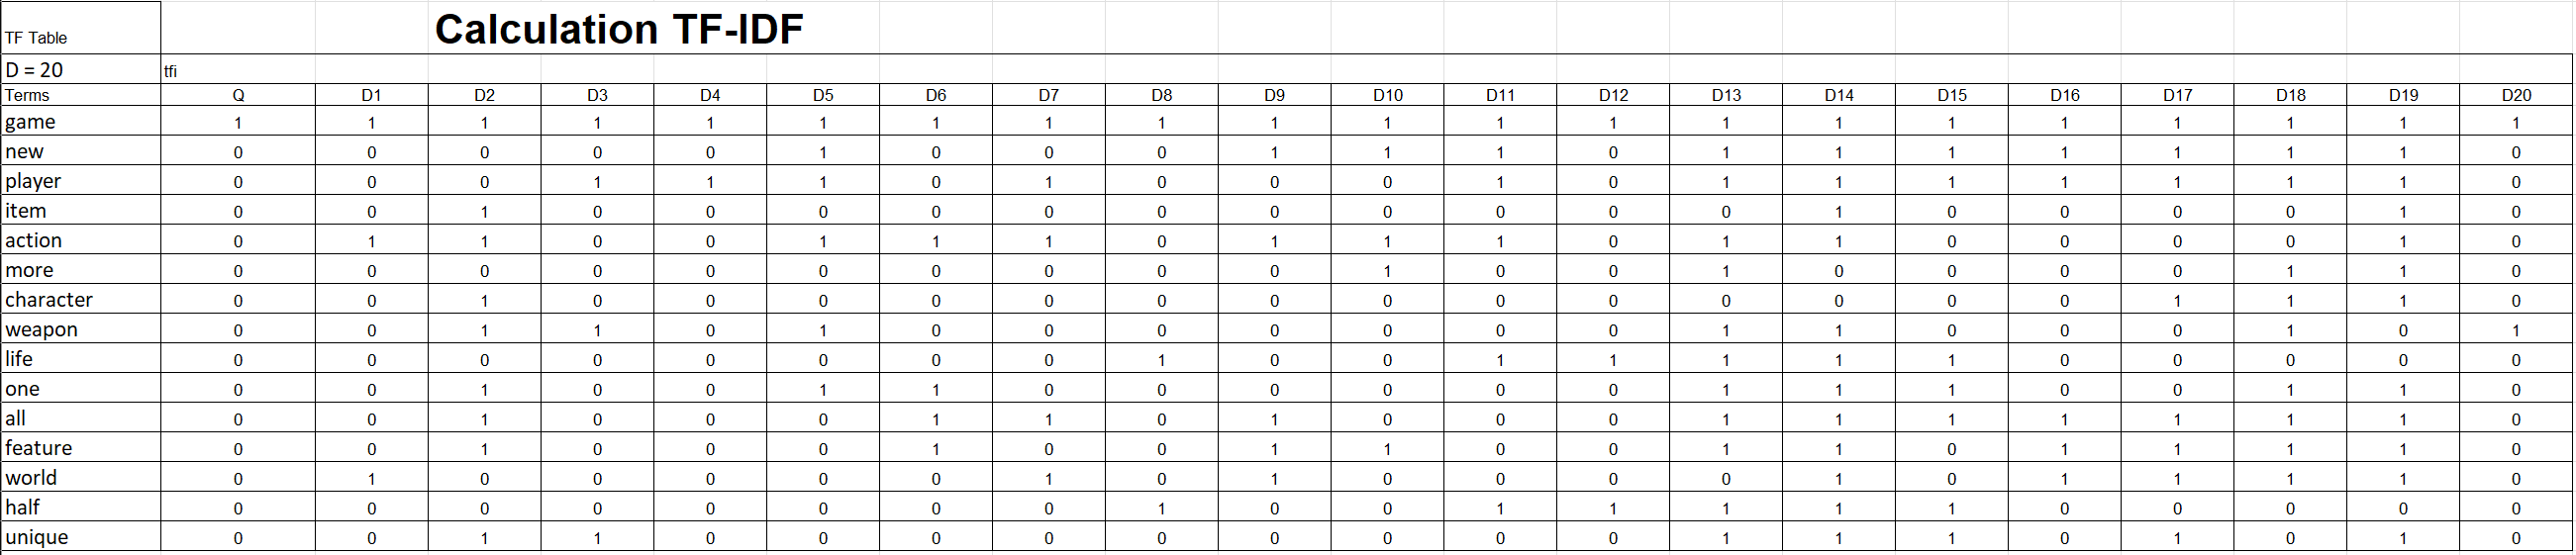 Calculation TF-IDF
TF Table
D = 20 tfi
Terms Q D1 D2 D3 D4 D5 D6 D7 D8 D9 D10 D11 D12 D13 D14 D15 D16 D17 D18 D19 D20
game 1 1 1 1 1 1 1 1 1 1 1 1 1 1 1 1 1 1 1 1 1
new 0 0 0 0 0 1 0 0 0 1 1 1 0 1 1 1 1 1 1 1 0
player 0 0 0 1 1 1 0 1 0 0 0 1 0 1 1 1 1 1 1 1 0
item 0 0 1 0 0 0 0 0 0 0 0 0 0 0 1 0 0 0 0 1 0
action 0 1 1 0 0 1 1 1 0 1 1 1 0 1 1 0 0 0 0 1 0
more 0 0 0 0 0 0 0 0 0 0 1 0 0 1 0 0 0 0 1 1 0
character 0 0 1 0 0 0 0 0 0 0 0 0 0 0 0 0 0 1 1 1 0
weapon 0 0 1 1 0 1 0 0 0 0 0 0 0 1 1 0 0 0 1 0 1
life 0 0 0 0 0 0 0 0 1 0 0 1 1 1 1 1 0 0 0 0 0
one 0 0 1 0 0 1 1 0 0 0 0 0 0 1 1 1 0 0 1 1 0
all 0 0 1 0 0 0 1 1 0 1 0 0 0 1 1 1 1 1 1 1 0
feature 0 0 1 0 0 0 1 0 0 1 1 0 0 1 1 0 1 1 1 1 0
world 0 1 0 0 0 0 0 1 0 1 0 0 0 0 1 0 1 1 1 1 0
half 0 0 0 0 0 0 0 0 1 0 0 1 1 1 1 1 0 0 0 0 0
unique 0 0 1 1 0 0 0 0 0 0 0 0 0 1 1 1 0 1 0 1 0